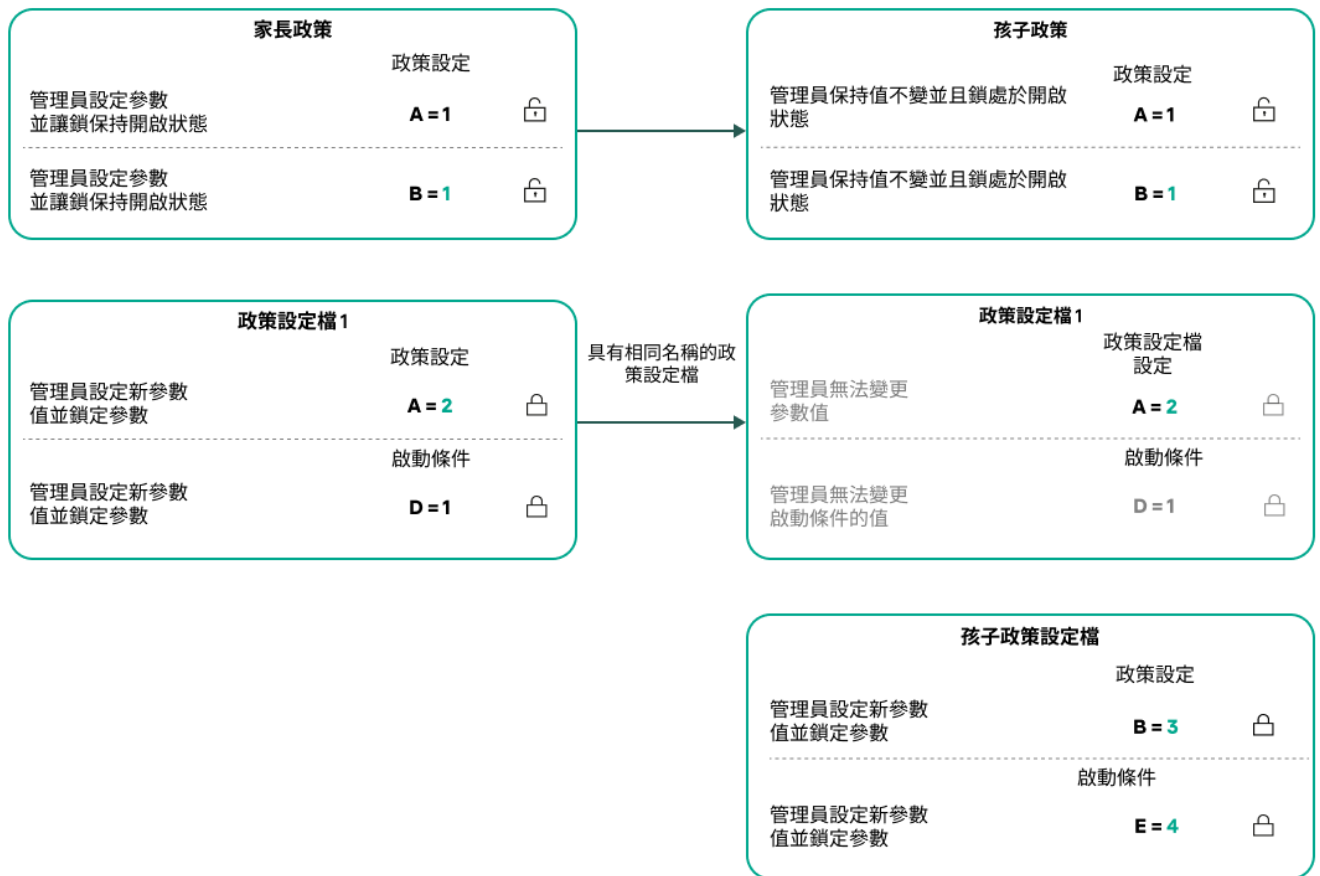 家長政策
政策設定
管理員設定參數
並讓鎖保持開啟狀態
A = 1
管理員設定參數
並讓鎖保持開啟狀態
B = 1
孩子政策
政策設定
管理員保持值不變並且鎖處於開啟
狀態
A = 1
管理員保持值不變並且鎖處於開啟
狀態
B = 1
政策設定檔 1
政策設定
管理員設定新參數
值並鎖定參數
A = 2
啟動條件
管理員設定新參數
值並鎖定參數
D = 1
具有相同名稱的政
策設定檔
政策設定檔 1
政策設定檔
設定
管理員無法變更
參數值
A = 2
啟動條件
管理員無法變更
啟動條件的值
D = 1
孩子政策設定檔
政策設定
管理員設定新參數
值並鎖定參數
B = 3
啟動條件
管理員設定新參數
值並鎖定參數
E = 4